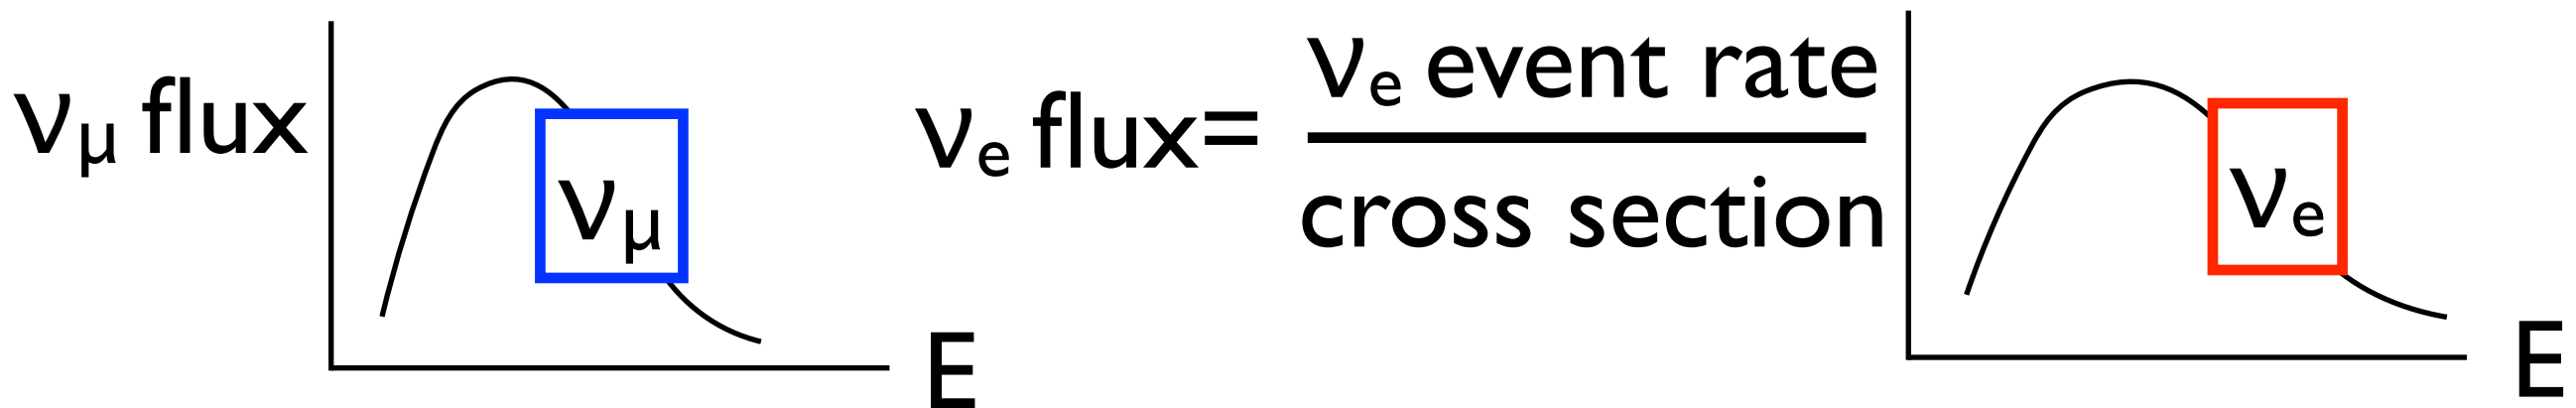 νμ flux
νμ
E
νe flux=
νe event rate
cross section
νe
E